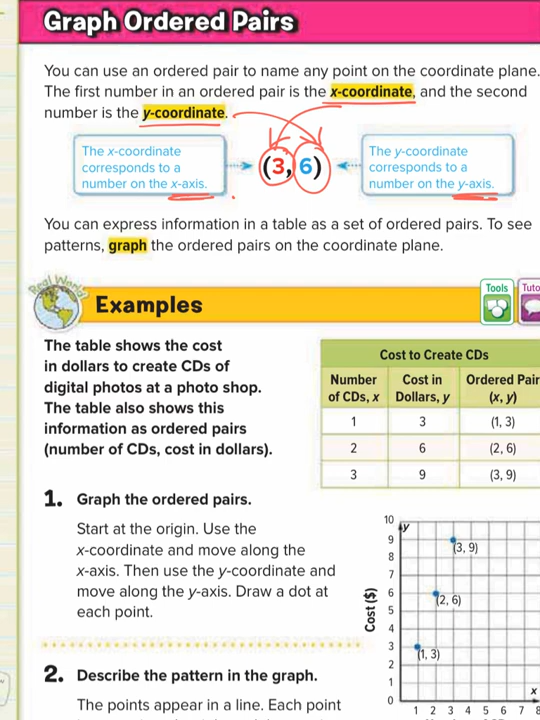 Graph Ordered Pairs
You can use an ordered pair to name any point on the coordinate plane.
The first number in an ordered pair is the x-coordinate, and the second
number is the y-coordinate.
The x-coordinate
corresponds to a
number on the x-axis.
(3, 6)
The y-coordinate
corresponds to a
number on the y-axis.
You can express information in a table as a set of ordered pairs. To see
patterns, graph the ordered pairs on the coordinate plane.
Real World
Examples
Tools
Tuto
The table shows the cost
in dollars to create CDs of
digital photos at a photo shop.
The table also shows this
information as ordered pairs
(number of CDs, cost in dollars).
Cost to Create CDs
Number of CDs, x Cost in Dollars, y Ordered Pair (x, y)
1 3 (1, 3)
2 6 (2, 6)
3 9 (3, 9)
1. Graph the ordered pairs.
Start at the origin. Use the
x-coordinate and move along the
x-axis. Then use the y-coordinate and
move along the y-axis. Draw a dot at
each point.
Cost ($)
10
9
8
7
6
5
4
3
2
1
0
y
(3, 9)
(2, 6)
(1, 3)
x
1 2 3 4 5 6 7 8
2. Describe the pattern in the graph.
The points appear in a line. Each point